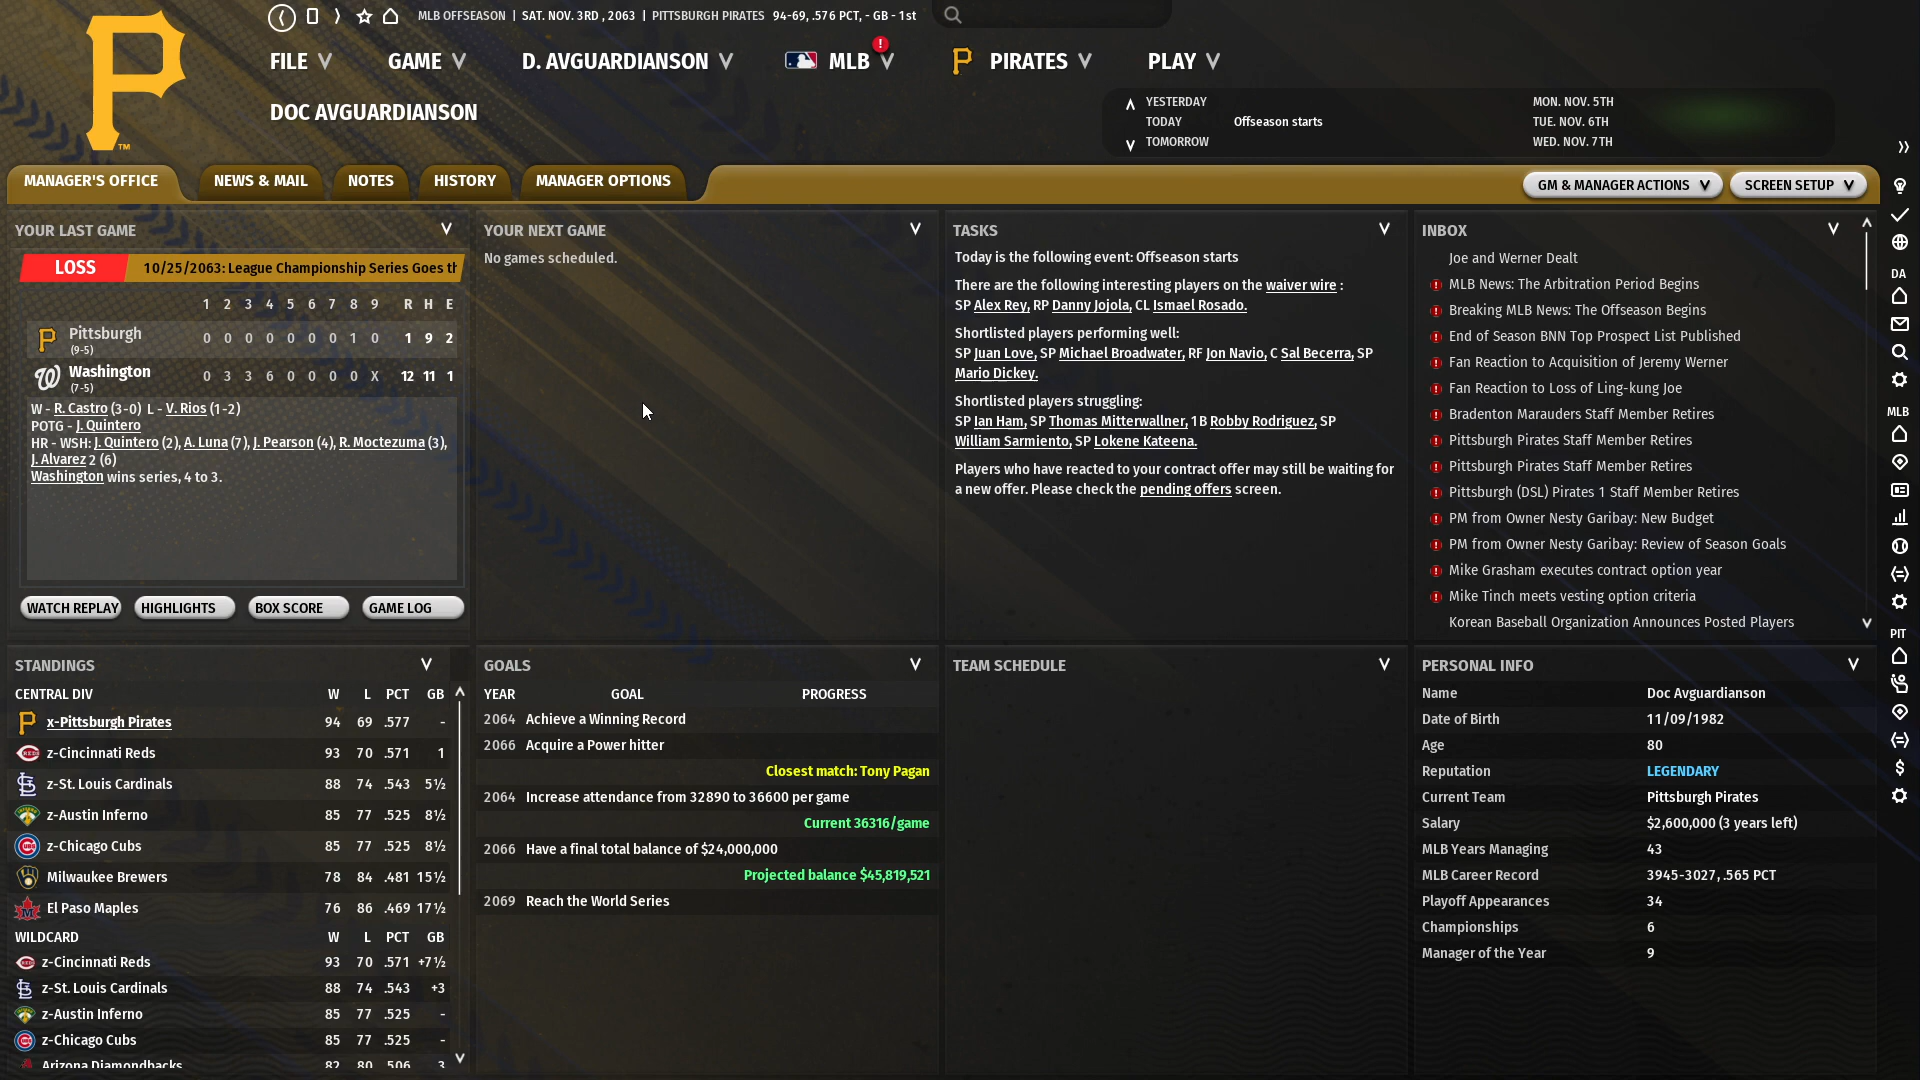 MLB OFFSEASON | SAT. NOV. 3RD , 2063 | PITTSBURGH PIRATES 94-69, .576 PCT, - GB - 1st
FILE GAME D. AVGUARDIANSON MLB PIRATES PLAY
DOC AVGUARDIANSON
YESTERDAY
TODAY Offseason starts
TOMORROW
MON. NOV. 5TH
TUE. NOV. 6TH
WED. NOV. 7TH
MANAGER'S OFFICE NEWS & MAIL NOTES HISTORY MANAGER OPTIONS
GM & MANAGER ACTIONS SCREEN SETUP
YOUR LAST GAME
LOSS 10/25/2063: League Championship Series Goes th
1 2 3 4 5 6 7 8 9 R H E
Pittsburgh 0 0 0 0 0 0 0 1 0 1 9 2
(9-5)
Washington 0 3 3 6 0 0 0 0 X 12 11 1
(7-5)
W - R. Castro (3-0) L - V. Rios (1-2)
POTG - J. Quintero
HR - WSH: J. Quintero (2), A. Luna (7), J. Pearson (4), R. Moctezuma (3),
J. Alvarez 2 (6)
Washington wins series, 4 to 3.
WATCH REPLAY HIGHLIGHTS BOX SCORE GAME LOG
YOUR NEXT GAME
No games scheduled.
TASKS
Today is the following event: Offseason starts
There are the following interesting players on the waiver wire :
SP Alex Rey, RP Danny Jojola, CL Ismael Rosado.
Shortlisted players performing well:
SP Juan Love, SP Michael Broadwater, RF Jon Navio, C Sal Becerra, SP
Mario Dickey.
Shortlisted players struggling:
SP Ian Ham, SP Thomas Mitterwallner, 1B Robby Rodriguez, SP
William Sarmiento, SP Lokene Kateena.
Players who have reacted to your contract offer may still be waiting for
a new offer. Please check the pending offers screen.
INBOX
Joe and Werner Dealt
MLB News: The Arbitration Period Begins
Breaking MLB News: The Offseason Begins
End of Season BNN Top Prospect List Published
Fan Reaction to Acquisition of Jeremy Werner
Fan Reaction to Loss of Ling-kung Joe
Bradenton Marauders Staff Member Retires
Pittsburgh Pirates Staff Member Retires
Pittsburgh Pirates Staff Member Retires
Pittsburgh (DSL) Pirates 1 Staff Member Retires
PM from Owner Nesty Garibay: New Budget
PM from Owner Nesty Garibay: Review of Season Goals
Mike Grasham executes contract option year
Mike Tinch meets vesting option criteria
Korean Baseball Organization Announces Posted Players
STANDINGS
CENTRAL DIV W L PCT GB
x-Pittsburgh Pirates 94 69 .577 -
z-Cincinnati Reds 93 70 .571 1
z-St. Louis Cardinals 88 74 .543 5½
z-Austin Inferno 85 77 .525 8½
z-Chicago Cubs 85 77 .525 8½
Milwaukee Brewers 78 84 .481 15½
El Paso Maples 76 86 .469 17½
WILDCARD W L PCT GB
z-Cincinnati Reds 93 70 .571 +7½
z-St. Louis Cardinals 88 74 .543 +3
z-Austin Inferno 85 77 .525 -
z-Chicago Cubs 85 77 .525 -
Arizona Diamondbacks 82 80 .506 3
GOALS
YEAR GOAL PROGRESS
2064 Achieve a Winning Record
2066 Acquire a Power hitter
Closest match: Tony Pagan
2064 Increase attendance from 32890 to 36600 per game
Current 36316/game
2066 Have a final total balance of $24,000,000
Projected balance $45,819,521
2069 Reach the World Series
TEAM SCHEDULE
PERSONAL INFO
Name Doc Avguardianson
Date of Birth 11/09/1982
Age 80
Reputation LEGENDARY
Current Team Pittsburgh Pirates
Salary $2,600,000 (3 years left)
MLB Years Managing 43
MLB Career Record 3945-3027, .565 PCT
Playoff Appearances 34
Championships 6
Manager of the Year 9
DA
MLB
PIT